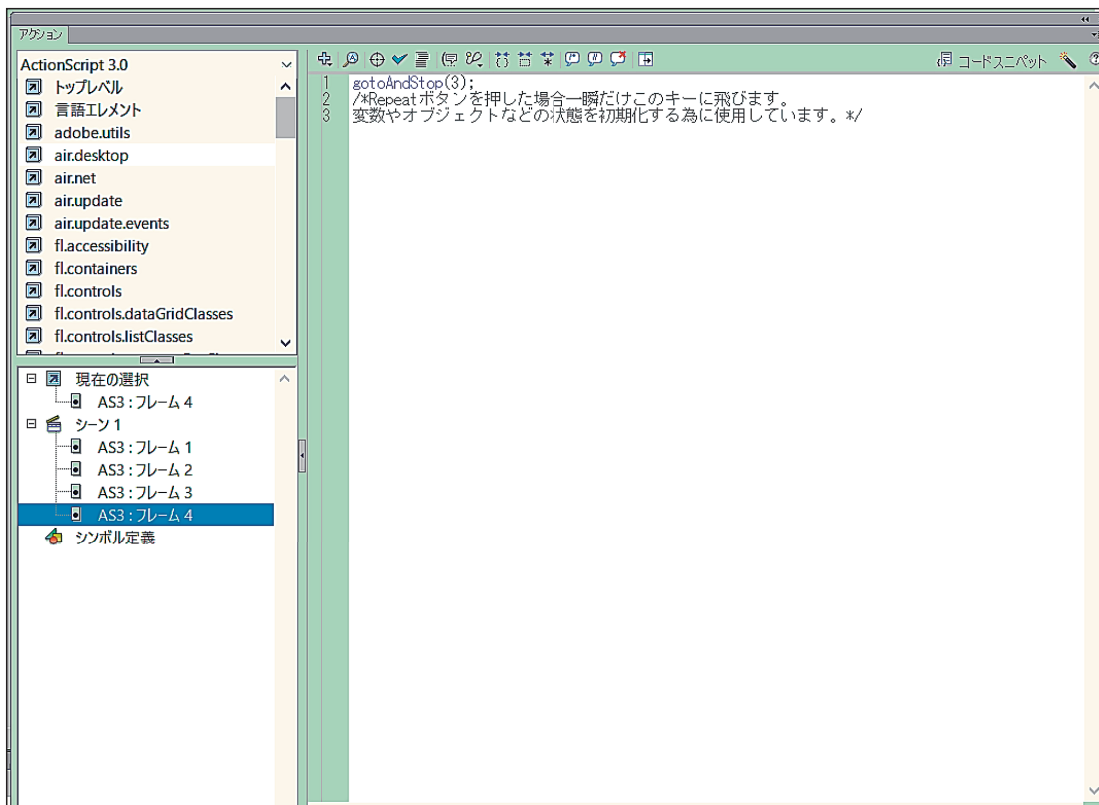 アクション
ActionScript 3.0
トップレベル
言語エレメント
adobe.utils
air.desktop
air.net
air.update
air.update.events
fl.accessibility
fl.containers
fl.controls
fl.controls.dataGridClasses
fl.controls.listClasses
現在の選択
AS3 : フレーム 4
シーン 1
AS3 : フレーム 1
AS3 : フレーム 2
AS3 : フレーム 3
AS3 : フレーム 4
シンボル定義
コードスニペット
1 gotoAndStop(3);
2 /*Repeatボタンを押した場合一瞬だけこのキーに飛びます。
3 変数やオブジェクトなどの状態を初期化する為に使用しています。*/